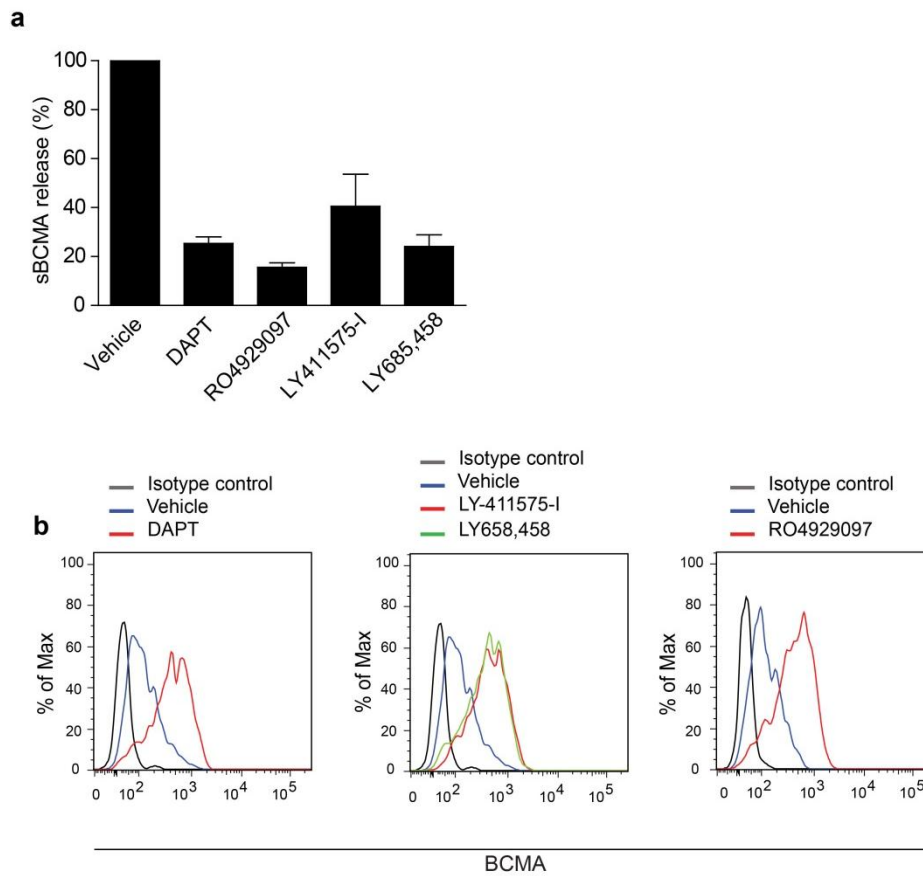 a
sBCMA release (%)
100
80
60
40
20
0
Vehicle
DAPT
RO4929097
LY411575-I
LY685,458
b
Isotype control
Vehicle
DAPT
% of Max
100
80
60
40
20
0
0 10² 10³ 10⁴ 10⁵
Isotype control
Vehicle
LY-411575-I
LY658,458
% of Max
100
80
60
40
20
0
0 10² 10³ 10⁴ 10⁵
Isotype control
Vehicle
RO4929097
% of Max
100
80
60
40
20
0
0 10² 10³ 10⁴ 10⁵
BCMA